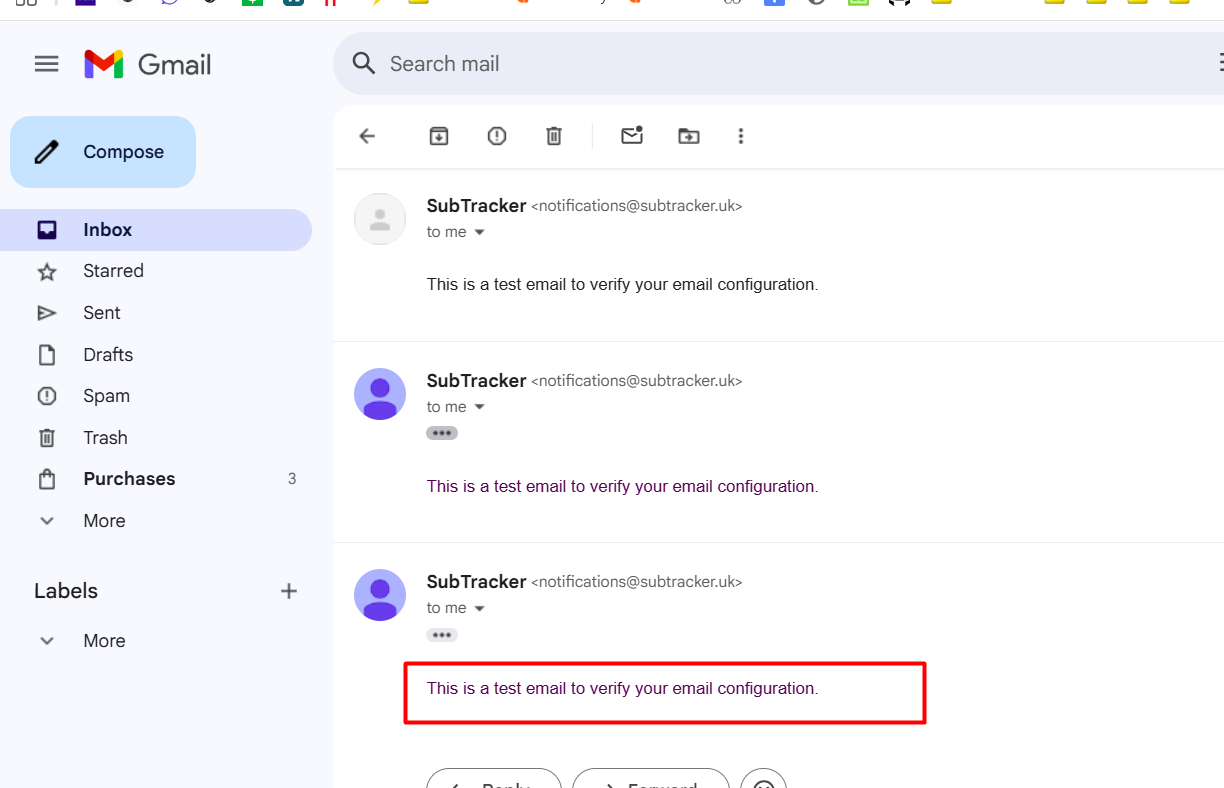 Gmail
Search mail
Compose
Inbox
Starred
Sent
Drafts
Spam
Trash
Purchases 3
More
Labels
More
SubTracker <notifications@subtracker.uk>
to me
This is a test email to verify your email configuration.
SubTracker <notifications@subtracker.uk>
to me
This is a test email to verify your email configuration.
SubTracker <notifications@subtracker.uk>
to me
This is a test email to verify your email configuration.
Reply Forward